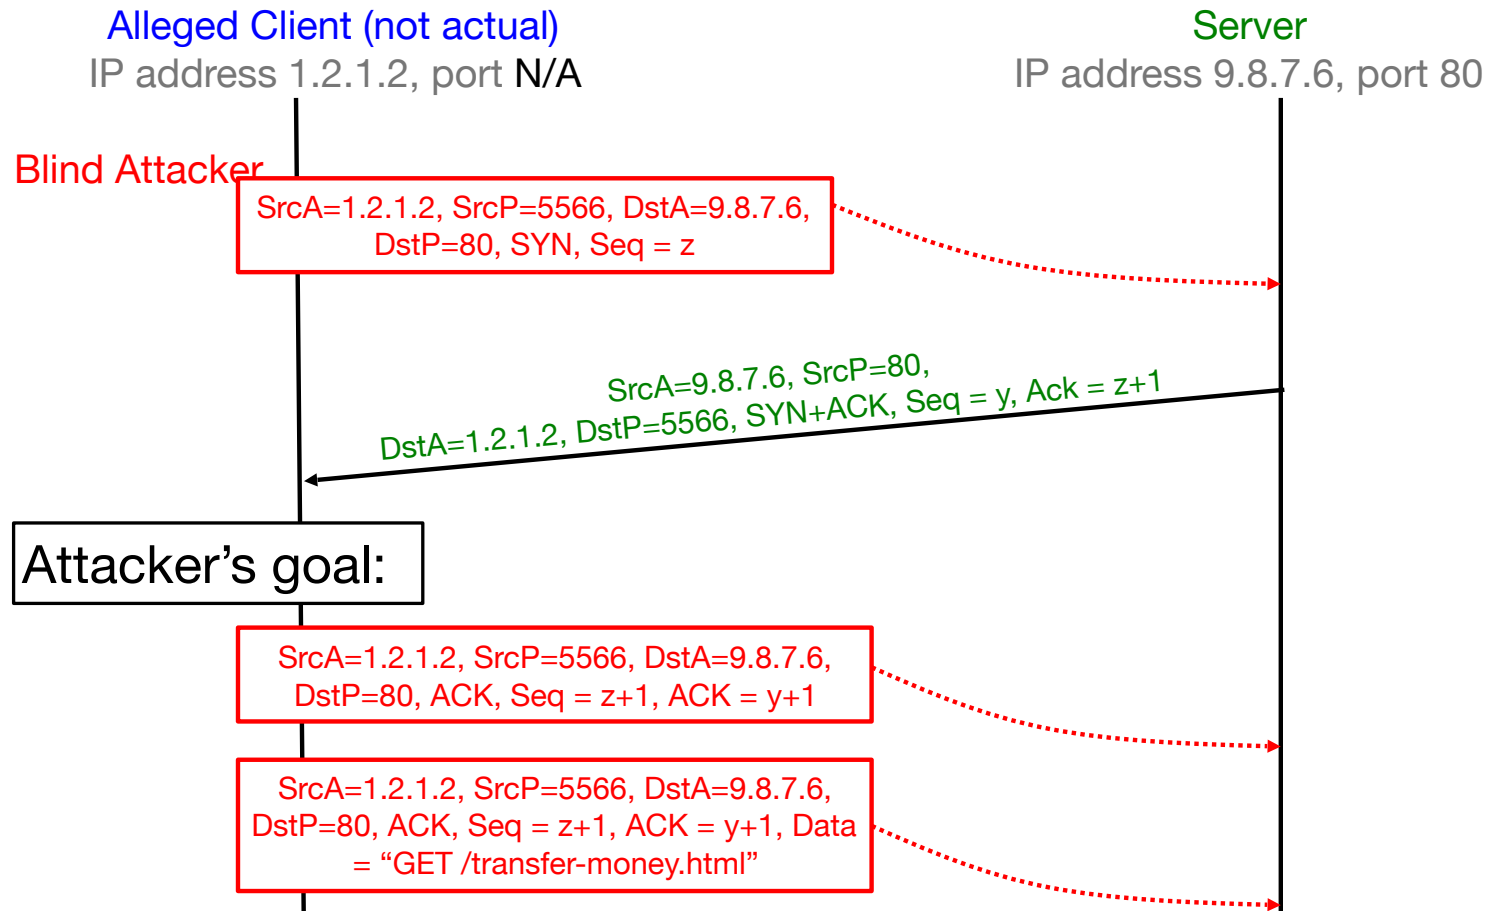 Alleged Client (not actual)
Server
IP address 1.2.1.2, port N/A
IP address 9.8.7.6, port 80
Blind Attacker
SrcA=1.2.1.2, SrcP=5566, DstA=9.8.7.6,
DstP=80, SYN, Seq = z
SrcA=9.8.7.6, SrcP=80,
DstA=1.2.1.2, DstP=5566, SYN+ACK, Seq = y, Ack = z+1
Attacker’s goal:
SrcA=1.2.1.2, SrcP=5566, DstA=9.8.7.6,
DstP=80, ACK, Seq = z+1, ACK = y+1
SrcA=1.2.1.2, SrcP=5566, DstA=9.8.7.6,
DstP=80, ACK, Seq = z+1, ACK = y+1, Data
= “GET /transfer-money.html”